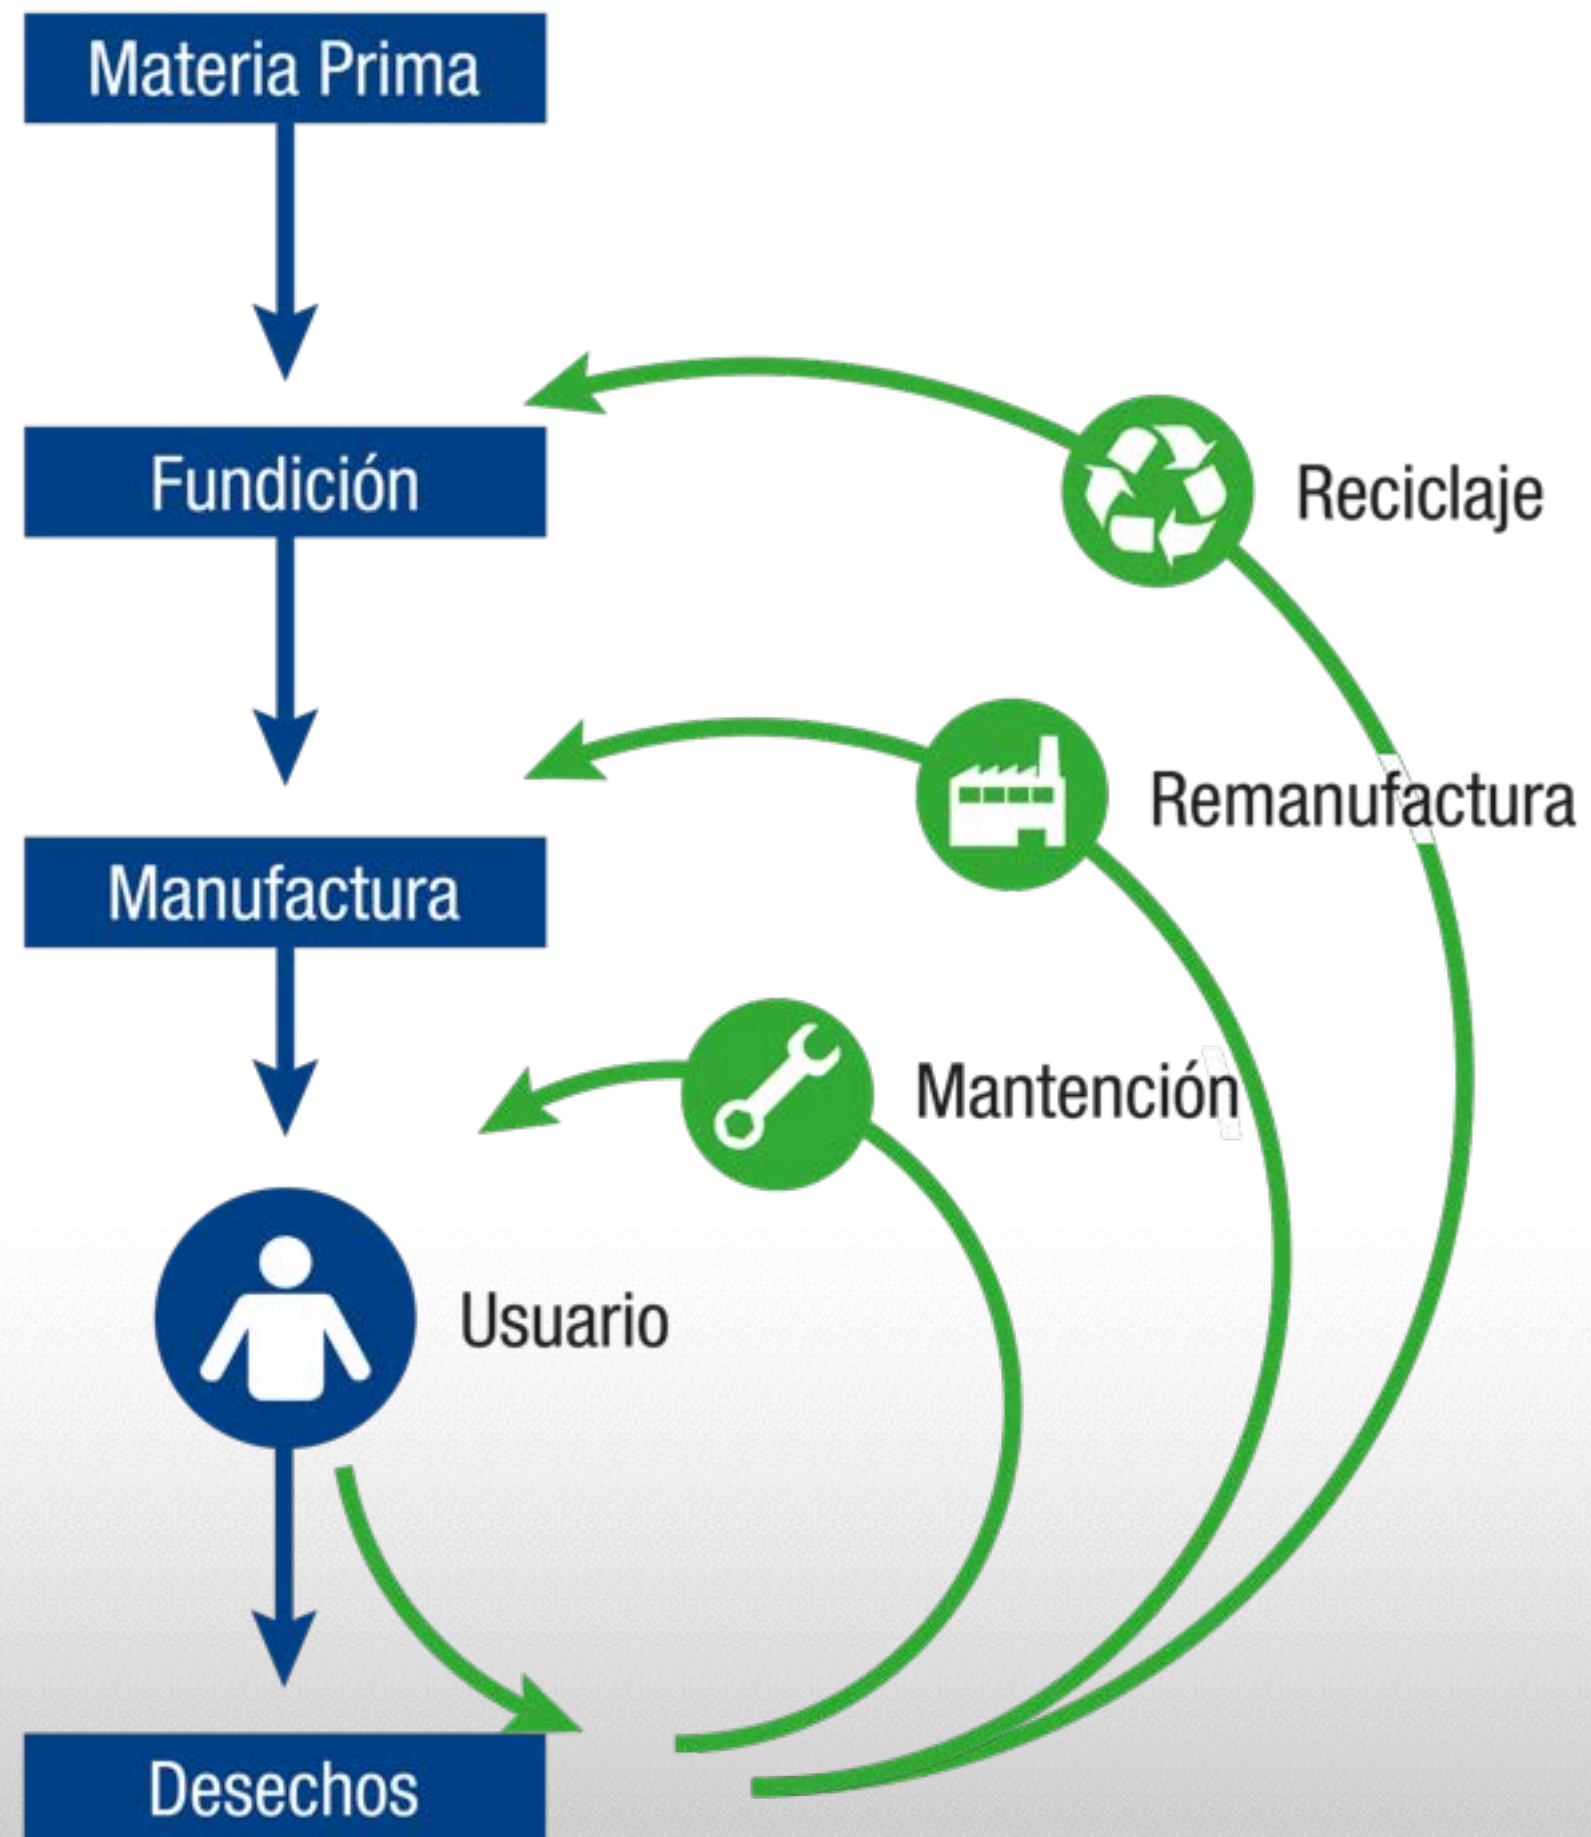 Materia Prima
Fundición
Reciclaje
Remanufactura
Manufactura
Mantención
Usuario
Desechos